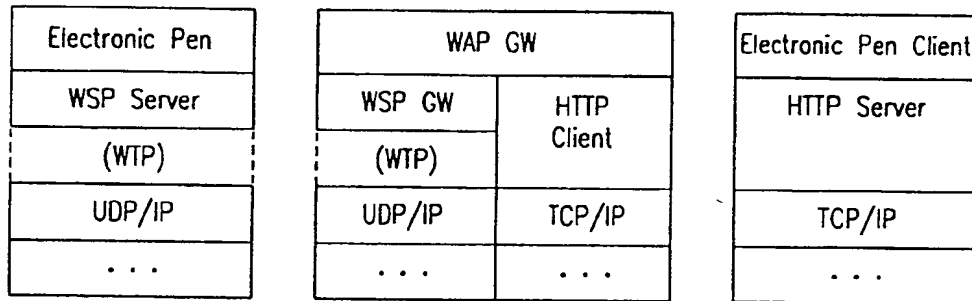 Electronic Pen
WSP Server
(WTP)
UDP/IP
. . .
WAP GW
WSP GW
(WTP)
UDP/IP
. . .
HTTP
Client
TCP/IP
. . .
Electronic Pen Client
HTTP Server
TCP/IP
. . .